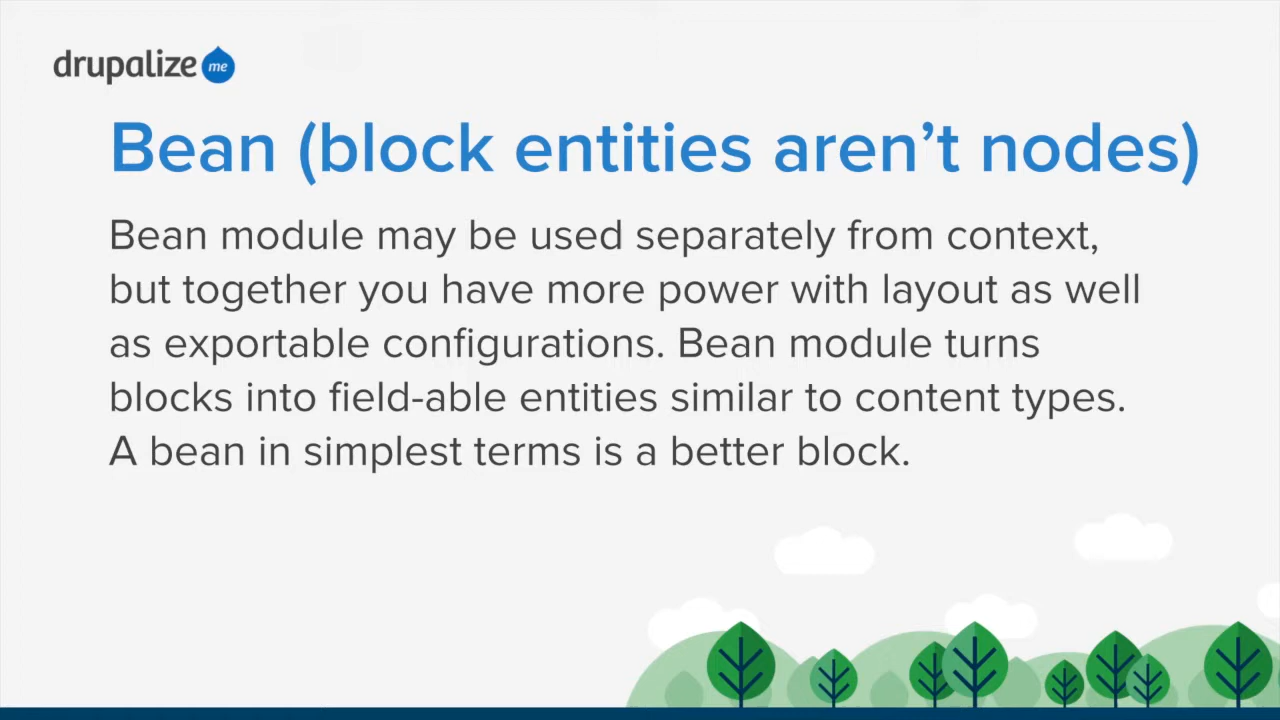 drupalize me
Bean (block entities aren’t nodes)
Bean module may be used separately from context,
but together you have more power with layout as well
as exportable configurations. Bean module turns
blocks into field-able entities similar to content types.
A bean in simplest terms is a better block.